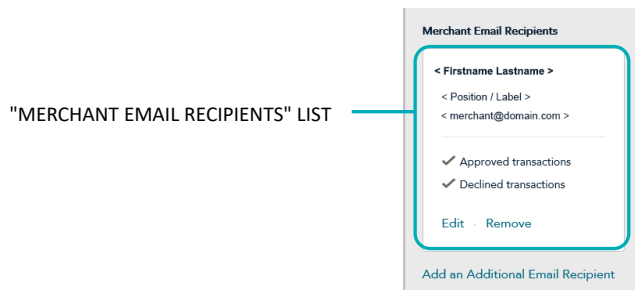 Merchant Email Recipients
< Firstname Lastname >
< Position / Label >
< merchant@domain.com >
"MERCHANT EMAIL RECIPIENTS" LIST
Approved transactions
Declined transactions
Edit · Remove
Add an Additional Email Recipient